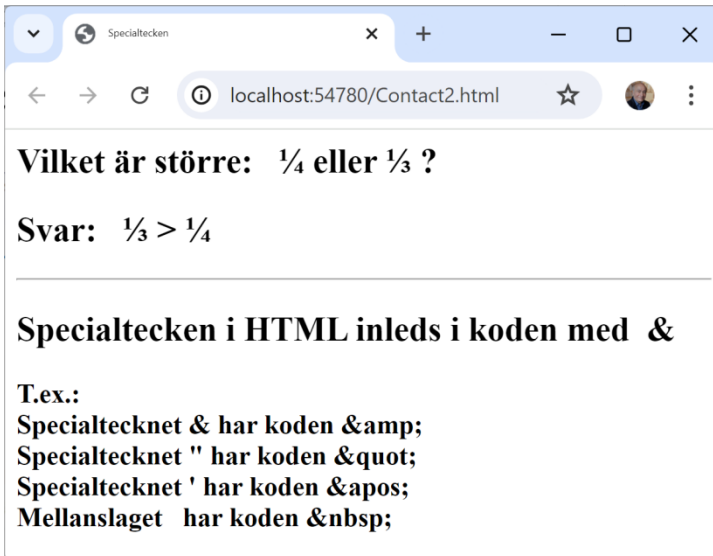 Specialtecken
localhost:54780/Contact2.html
Vilket är större:   ¼ eller ⅓ ?
Svar:   ⅓ > ¼
Specialtecken i HTML inleds i koden med  &
T.ex.:
Specialtecknet & har koden &amp;
Specialtecknet " har koden &quot;
Specialtecknet ' har koden &apos;
Mellanslaget   har koden &nbsp;